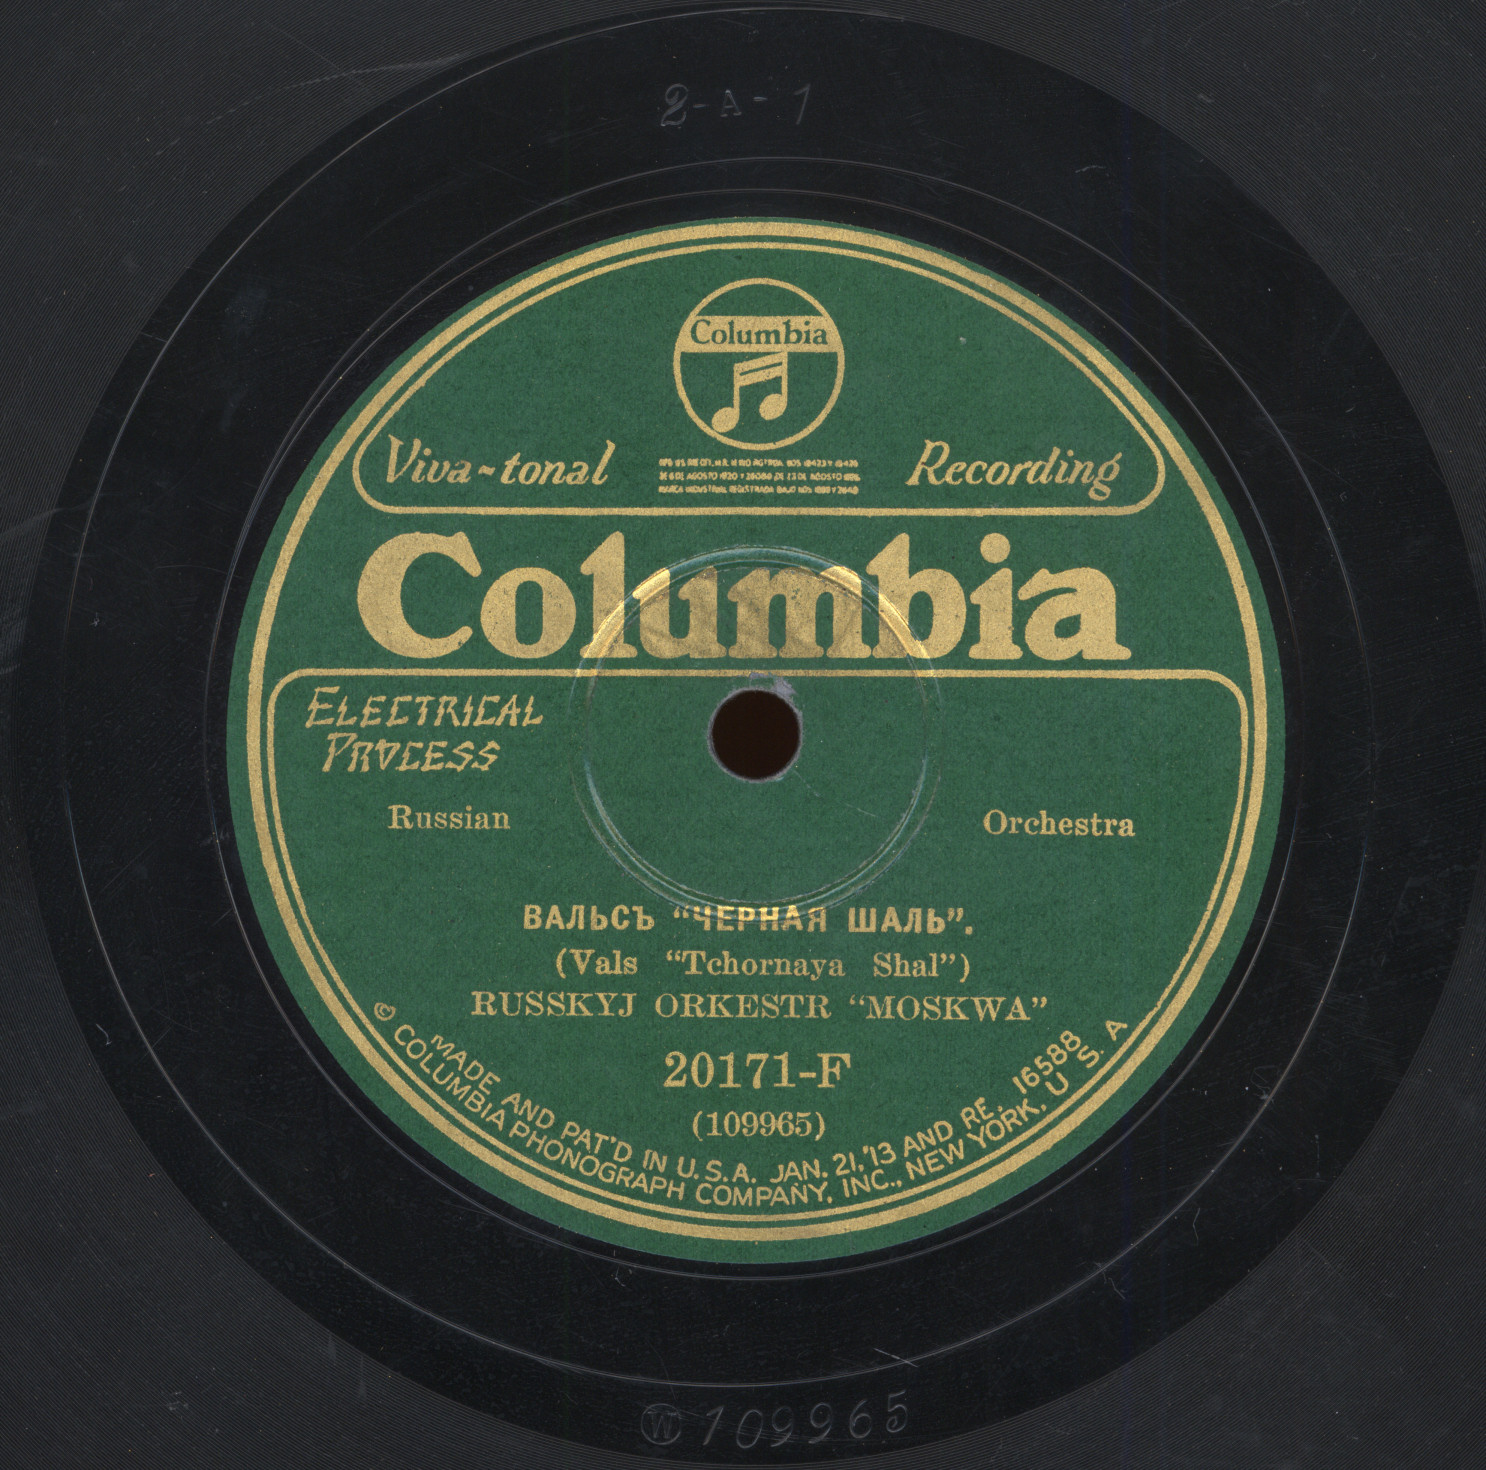 2-A-1
Columbia
Viva-tonal Recording
Columbia
ELECTRICAL
PROCESS
Russian Orchestra
ВАЛЬСЪ “ЧЕРНАЯ ШАЛЬ”.
(Vals “Tchornaya Shal”)
RUSSKYJ ORKESTR “MOSKWA”
20171-F
(109965)
MADE AND PAT'D IN U.S.A. JAN. 21,'13 AND RE. 16588
© COLUMBIA PHONOGRAPH COMPANY, INC., NEW YORK, U.S.A
W 109965